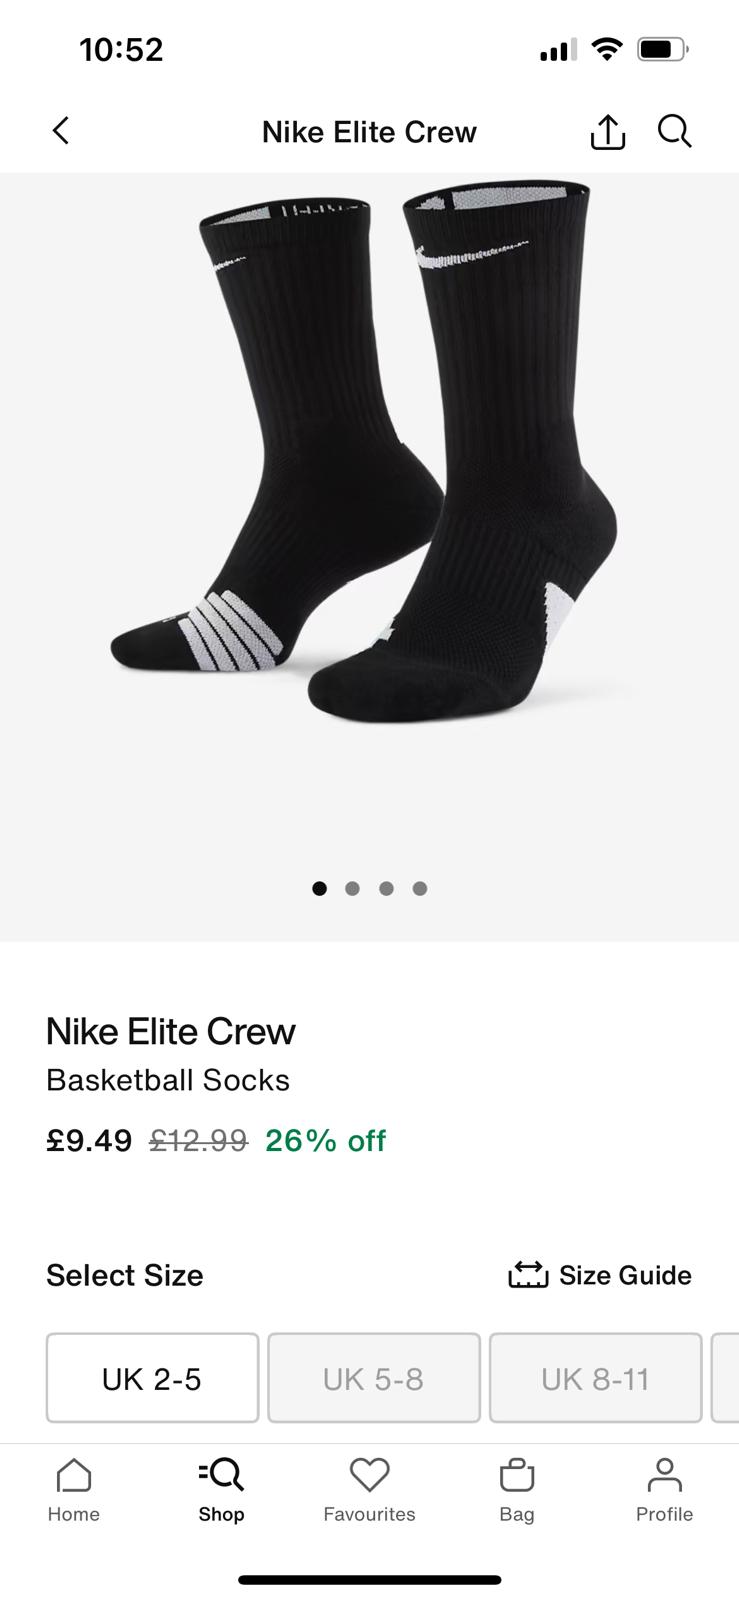 10:52
Nike Elite Crew
Nike Elite Crew
Basketball Socks
£9.49 £12.99 26% off
Select Size Size Guide
UK 2-5 UK 5-8 UK 8-11
Home Shop Favourites Bag Profile